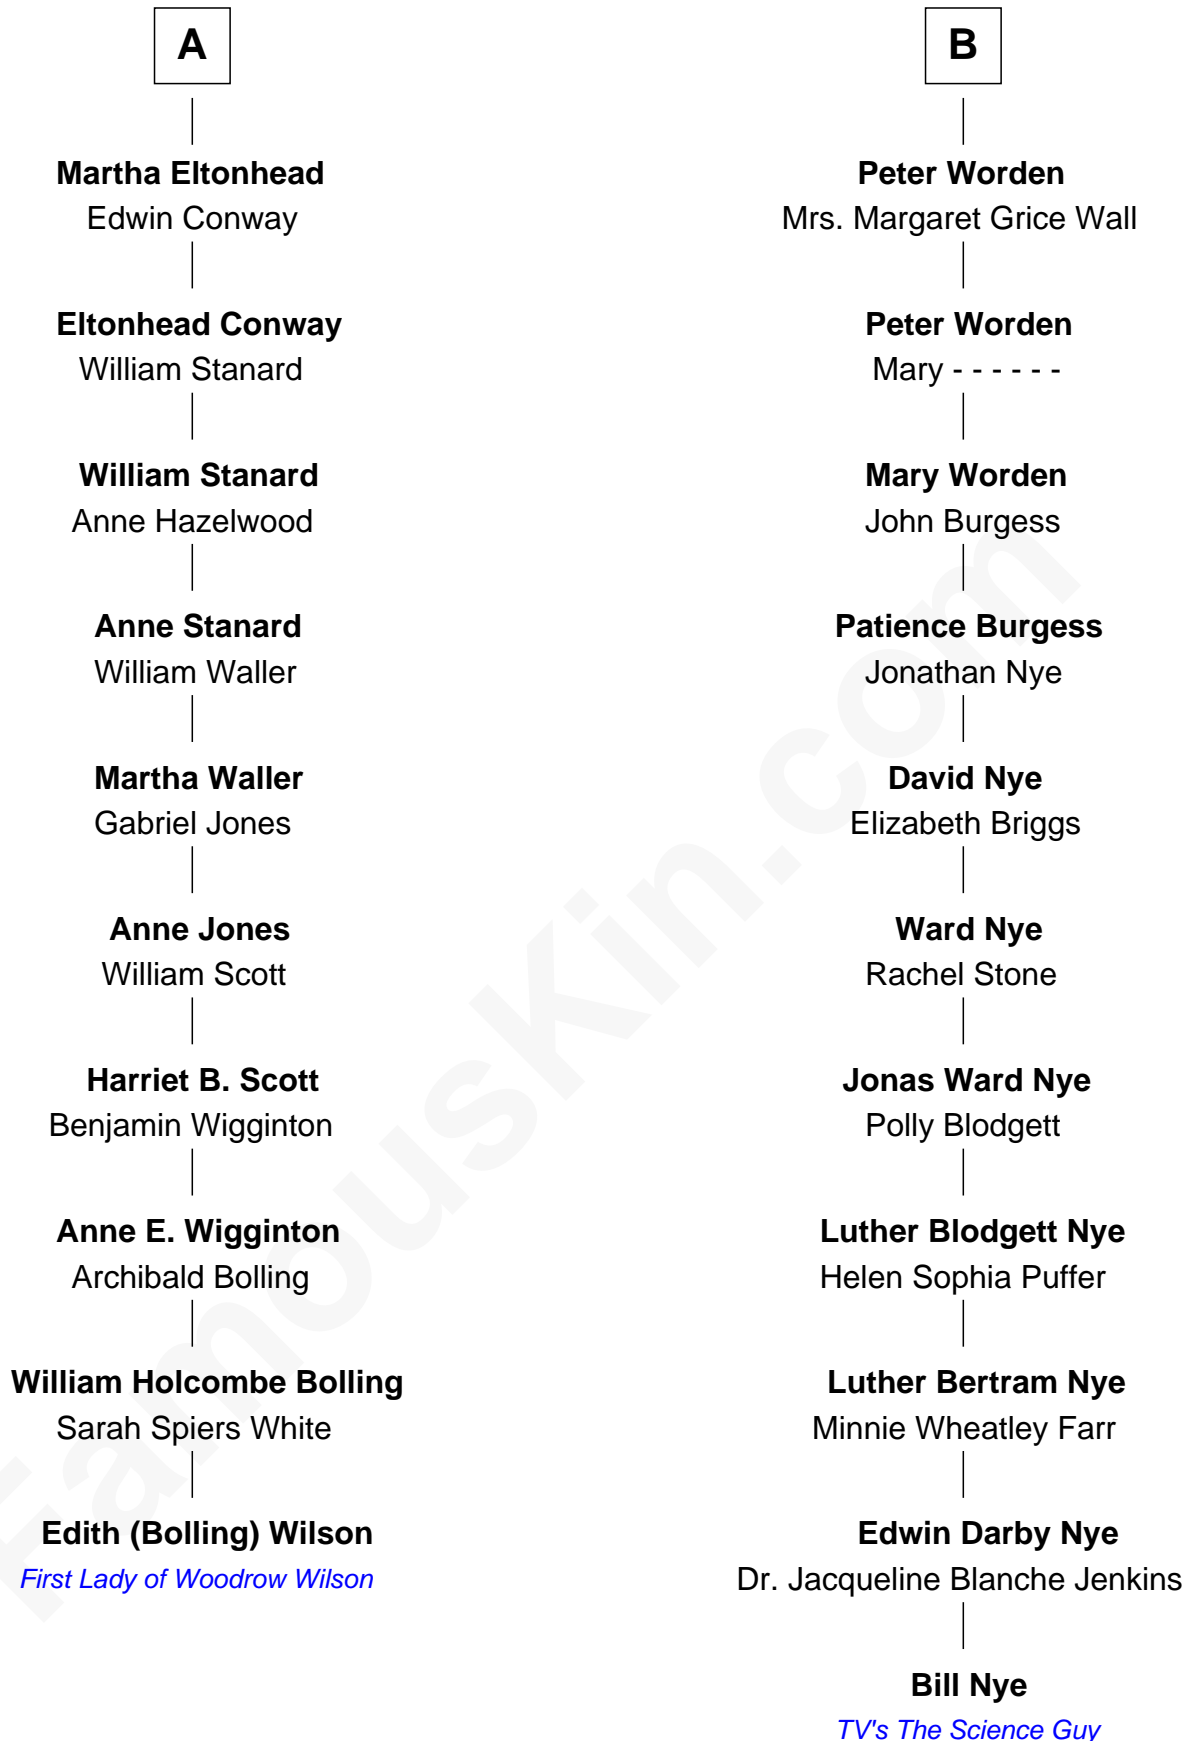 A
Martha Eltonhead
Edwin Conway
Eltonhead Conway
William Stanard
William Stanard
Anne Hazelwood
Anne Stanard
William Waller
Martha Waller
Gabriel Jones
Anne Jones
William Scott
Harriet B. Scott
Benjamin Wigginton
Anne E. Wigginton
Archibald Bolling
William Holcombe Bolling
Sarah Spiers White
Edith (Bolling) Wilson
First Lady of Woodrow Wilson
B
Peter Worden
Mrs. Margaret Grice Wall
Peter Worden
Mary - - - - - -
Mary Worden
John Burgess
Patience Burgess
Jonathan Nye
David Nye
Elizabeth Briggs
Ward Nye
Rachel Stone
Jonas Ward Nye
Polly Blodgett
Luther Blodgett Nye
Helen Sophia Puffer
Luther Bertram Nye
Minnie Wheatley Farr
Edwin Darby Nye
Dr. Jacqueline Blanche Jenkins
Bill Nye
TV's The Science Guy
FamousKin.com